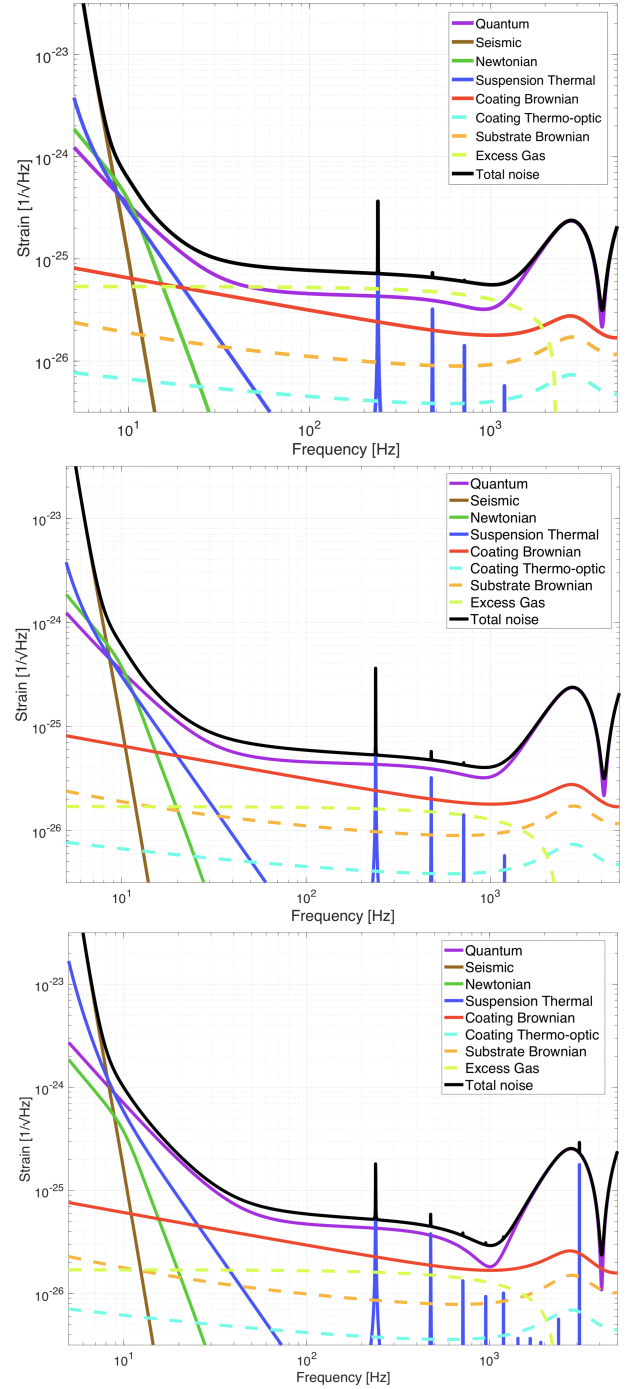 10-23
10-24
10-25
10-26
Strain [1/√Hz]
Quantum
Seismic
Newtonian
Suspension Thermal
Coating Brownian
Coating Thermo-optic
Substrate Brownian
Excess Gas
Total noise
101
102
103
Frequency [Hz]
10-23
10-24
10-25
10-26
Strain [1/√Hz]
Quantum
Seismic
Newtonian
Suspension Thermal
Coating Brownian
Coating Thermo-optic
Substrate Brownian
Excess Gas
Total noise
101
102
103
Frequency [Hz]
10-23
10-24
10-25
10-26
Strain [1/√Hz]
Quantum
Seismic
Newtonian
Suspension Thermal
Coating Brownian
Coating Thermo-optic
Substrate Brownian
Excess Gas
Total noise
101
102
103
Frequency [Hz]